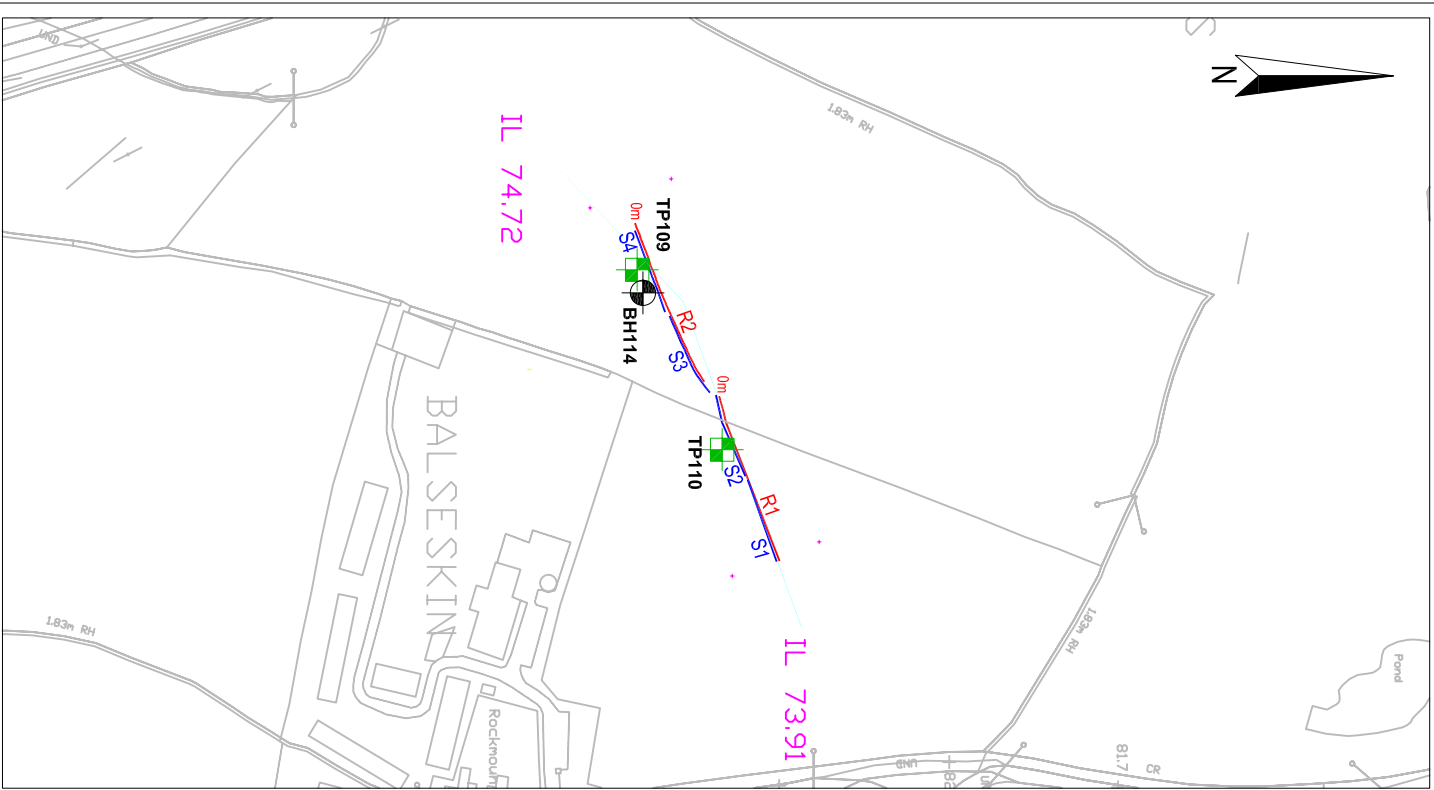 N
S
UND
1.83m RH
IL 74.72
TP109
0m
S4
BH114
R2
S3
0m
TP110
S2
R1
S1
BALSESKIN
IL 73.91
1.83m RH
1.83m RH
Pond
81.7
CR
UND
82